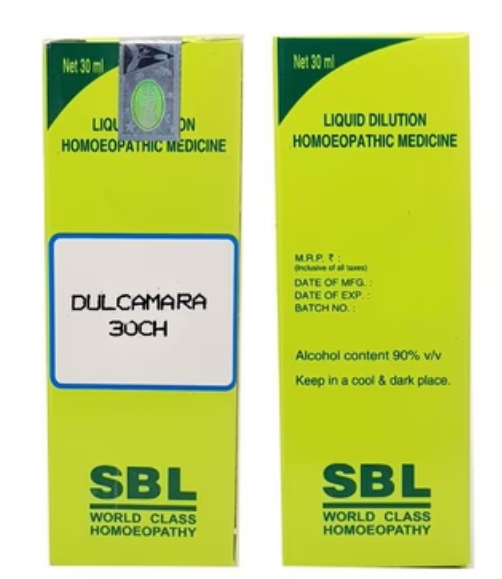 Net 30 ml
LIQU ON
HOMOEOPATHIC MEDICINE
DULCAMARA
30CH
SBL
WORLD CLASS
HOMOEOPATHY
Net 30 ml
LIQUID DILUTION
HOMOEOPATHIC MEDICINE
M.R.P. ₹ :
(Inclusive of all taxes)
DATE OF MFG. :
DATE OF EXP. :
BATCH NO. :
Alcohol content 90% v/v
Keep in a cool & dark place.
SBL
WORLD CLASS
HOMOEOPATHY